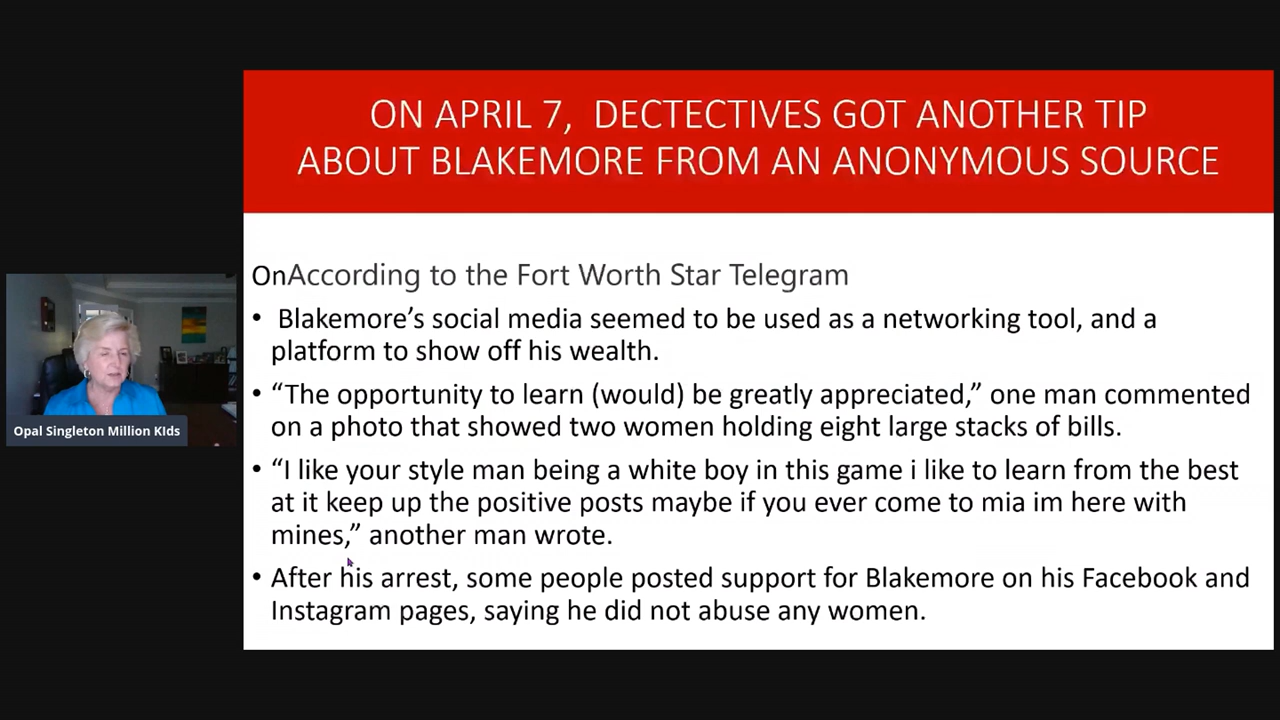 ON APRIL 7, DECTECTIVES GOT ANOTHER TIP
ABOUT BLAKEMORE FROM AN ANONYMOUS SOURCE
OnAccording to the Fort Worth Star Telegram
• Blakemore’s social media seemed to be used as a networking tool, and a
platform to show off his wealth.
• “The opportunity to learn (would) be greatly appreciated,” one man commented
on a photo that showed two women holding eight large stacks of bills.
• “I like your style man being a white boy in this game i like to learn from the best
at it keep up the positive posts maybe if you ever come to mia im here with
mines,” another man wrote.
• After his arrest, some people posted support for Blakemore on his Facebook and
Instagram pages, saying he did not abuse any women.
Opal Singleton Million KIds